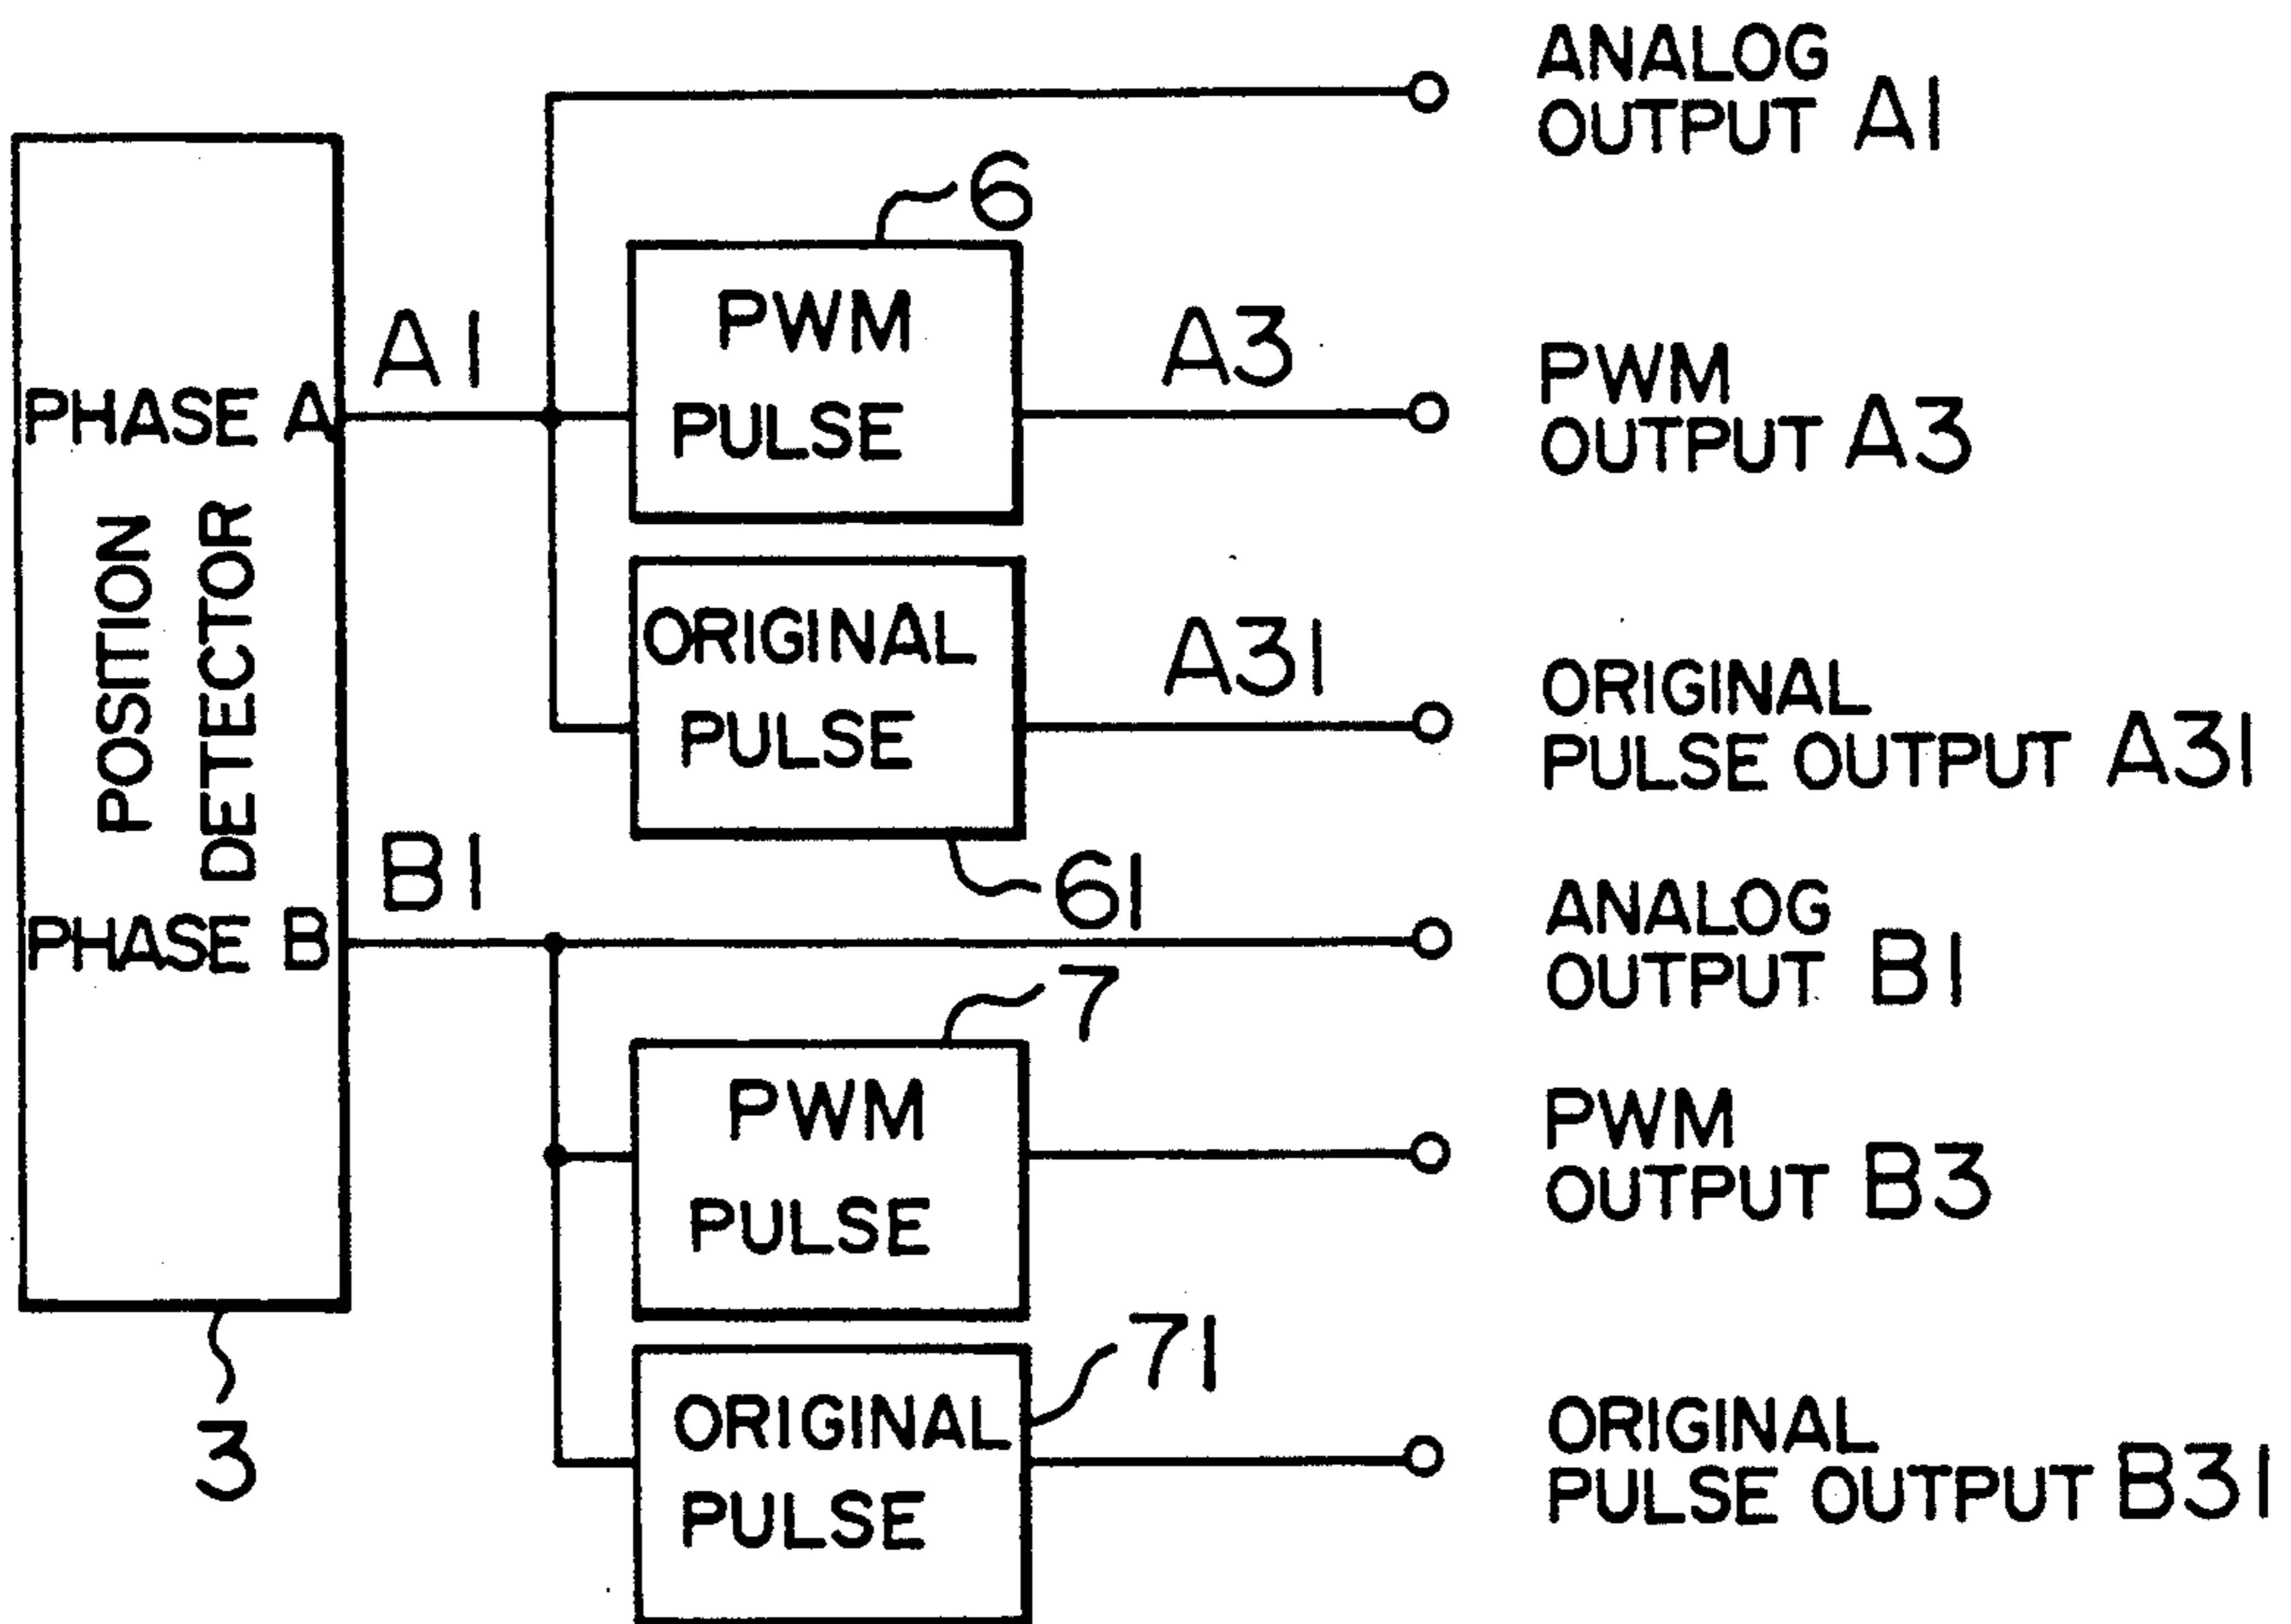 ANALOG
OUTPUT A1
6
PWM
PULSE
A1
A3
PWM
OUTPUT A3
PHASE A
POSITION
DETECTOR
ORIGINAL
PULSE
A31
ORIGINAL
PULSE OUTPUT A31
61
B1
PHASE B
ANALOG
OUTPUT B1
7
PWM
PULSE
PWM
OUTPUT B3
3
71
ORIGINAL
PULSE
ORIGINAL
PULSE OUTPUT B31